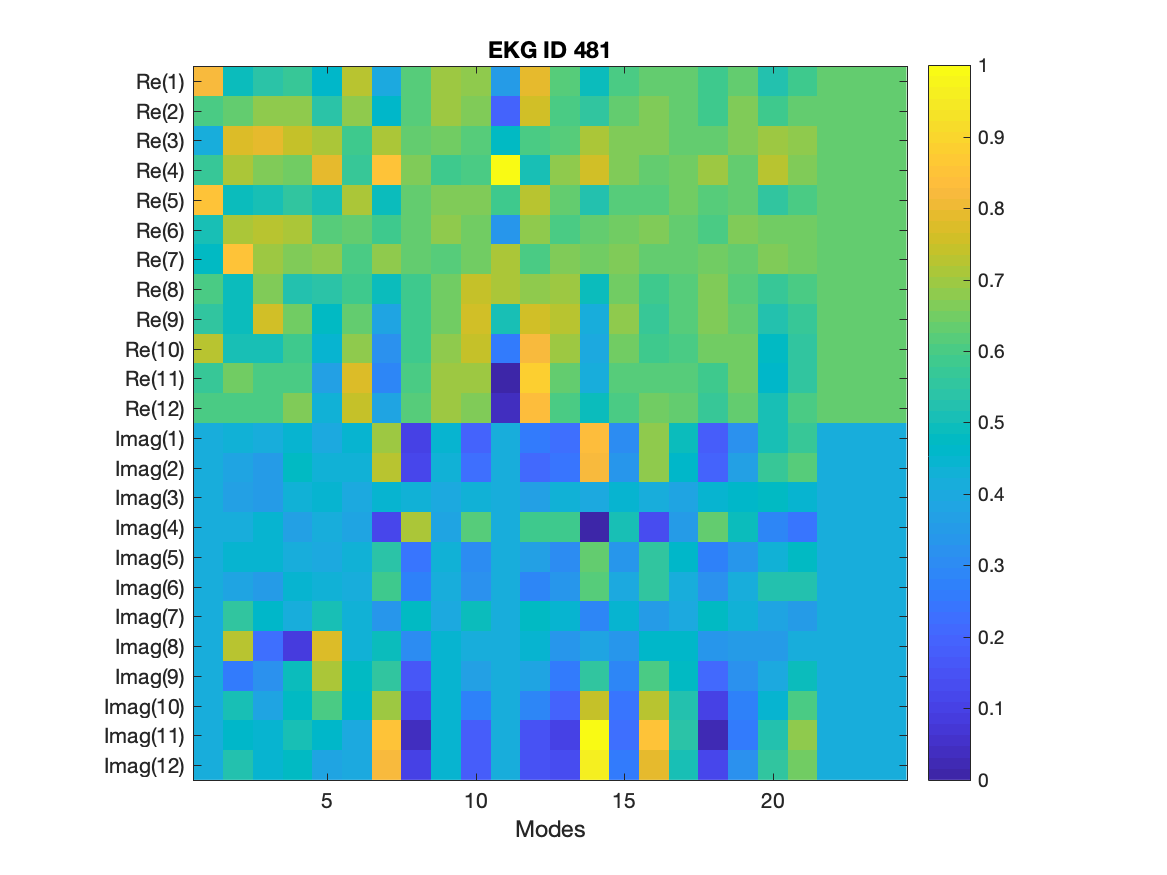 EKG ID 481
Re(1)
Re(2)
Re(3)
Re(4)
Re(5)
Re(6)
Re(7)
Re(8)
Re(9)
Re(10)
Re(11)
Re(12)
Imag(1)
Imag(2)
Imag(3)
Imag(4)
Imag(5)
Imag(6)
Imag(7)
Imag(8)
Imag(9)
Imag(10)
Imag(11)
Imag(12)
5 10 15 20
Modes
1
0.9
0.8
0.7
0.6
0.5
0.4
0.3
0.2
0.1
0